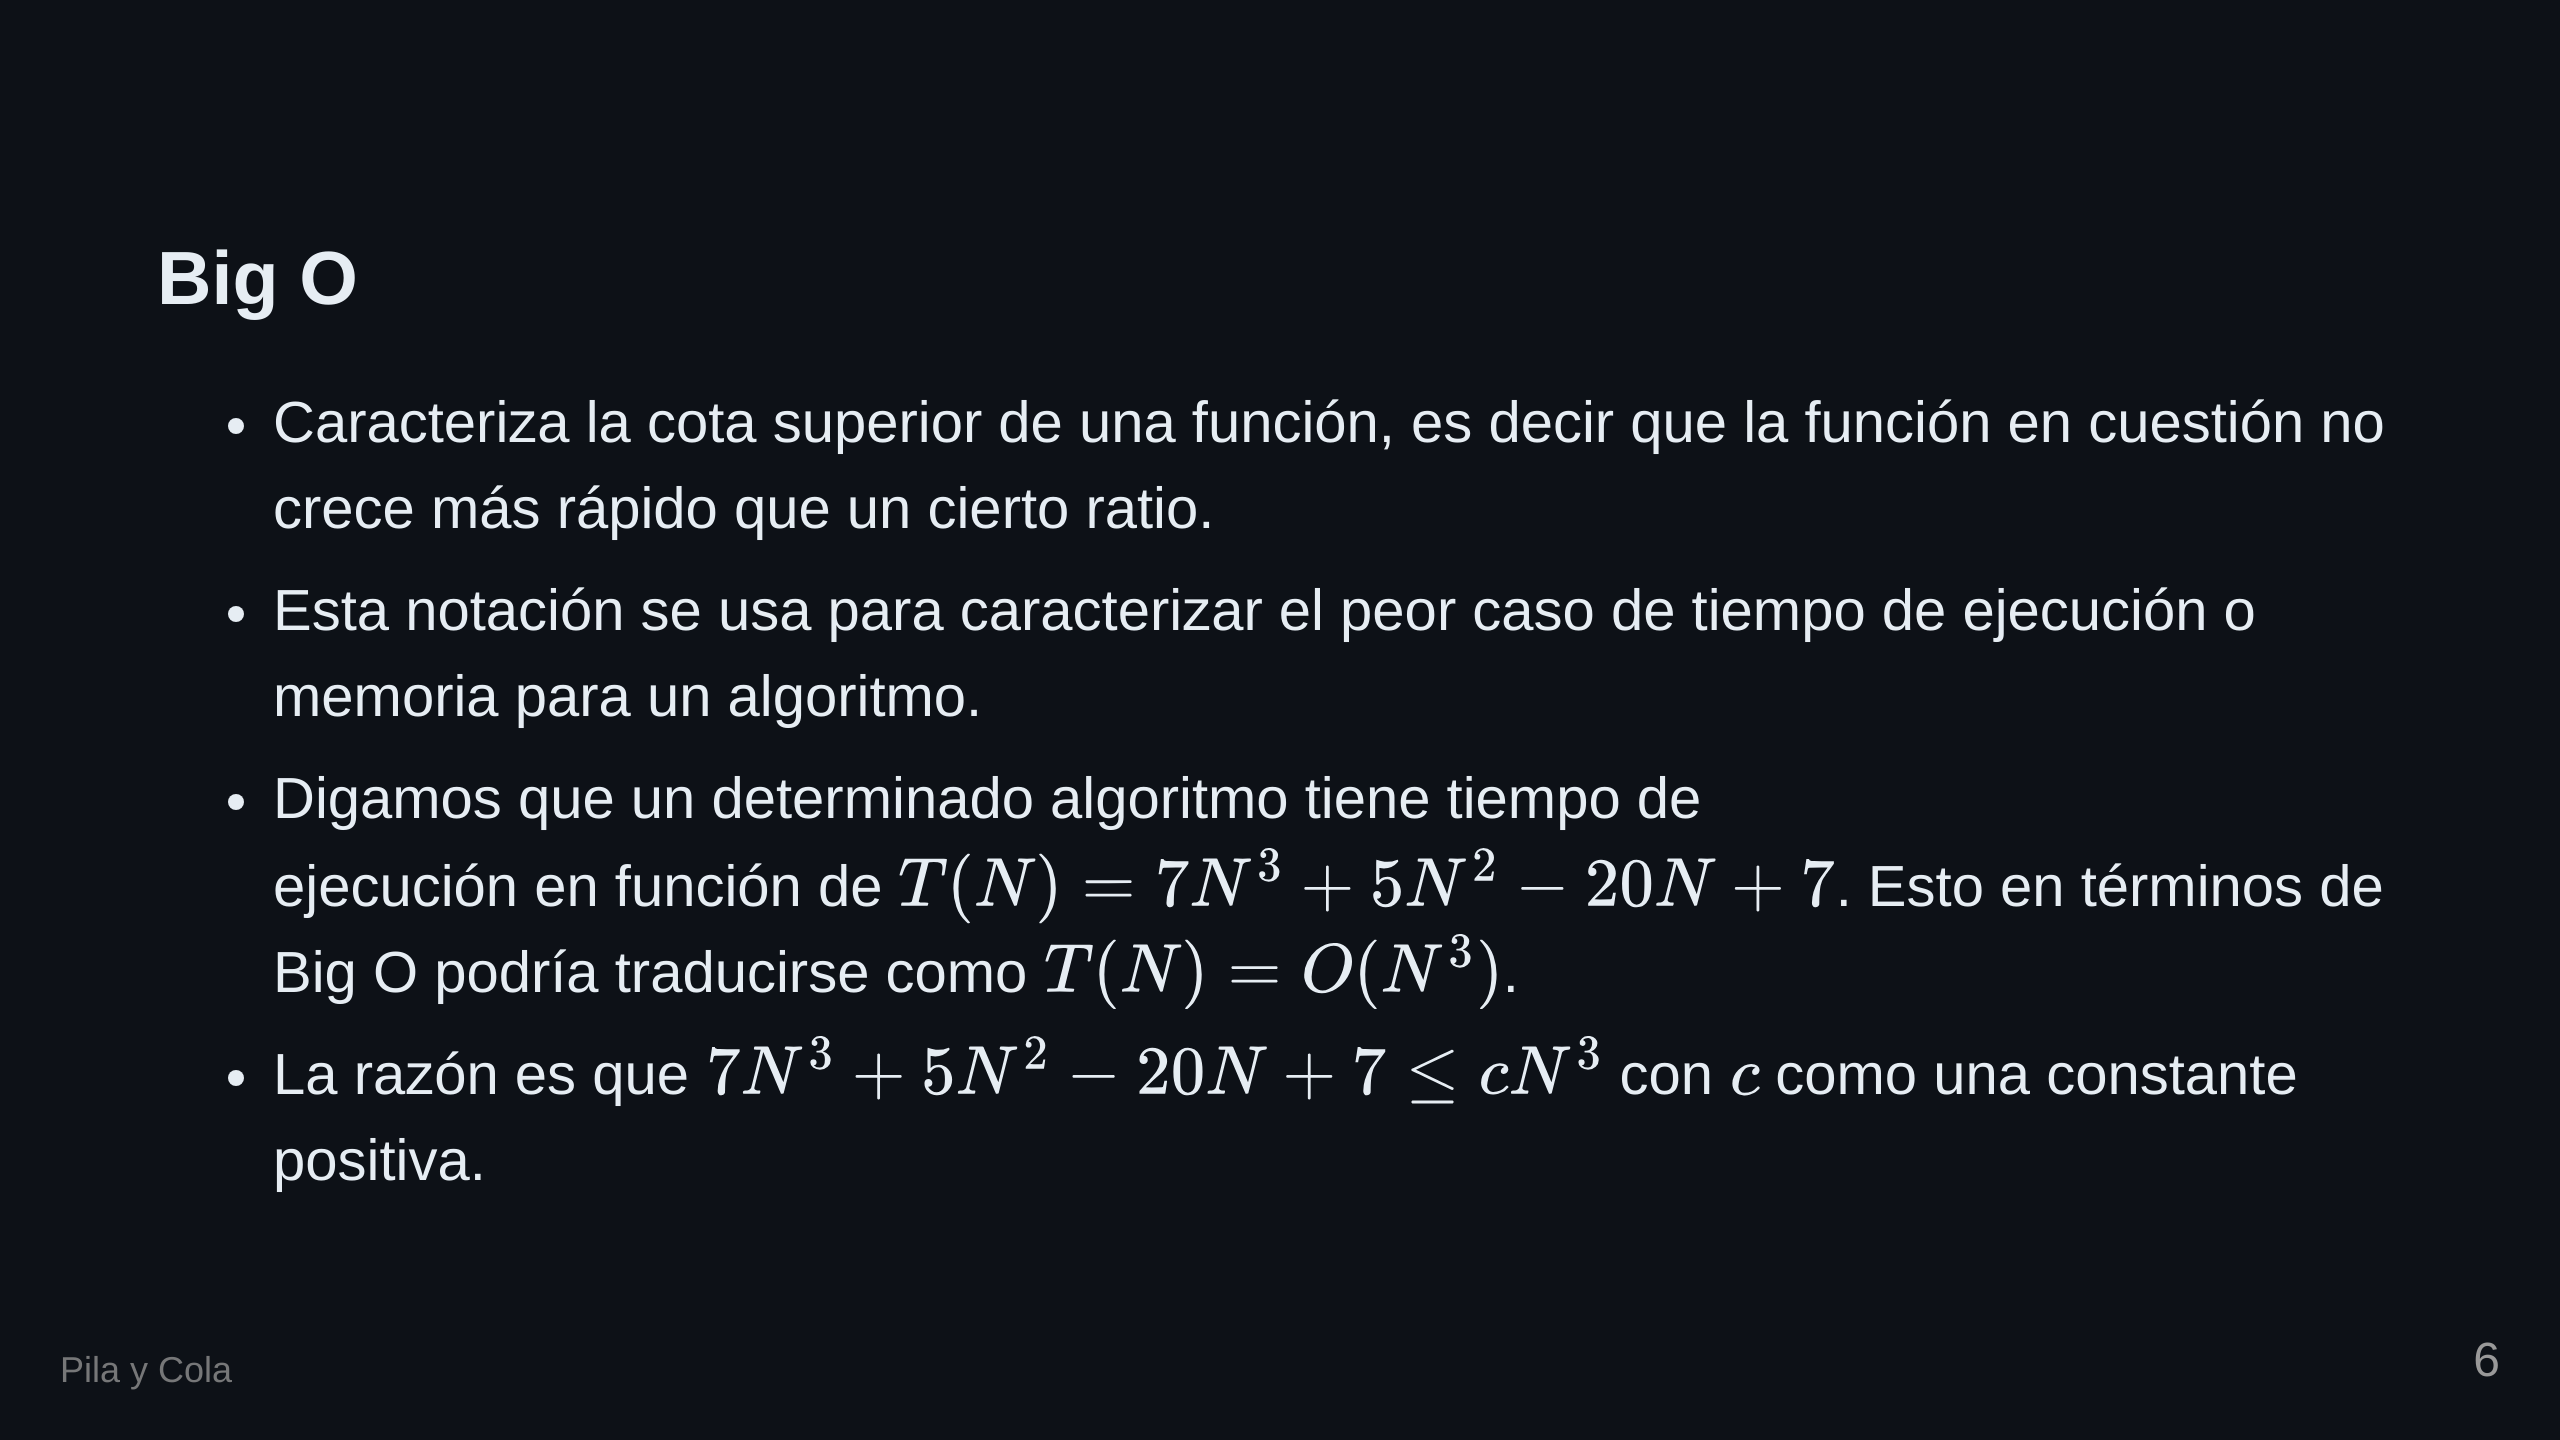 Big O
• Caracteriza la cota superior de una función, es decir que la función en cuestión no
crece más rápido que un cierto ratio.
• Esta notación se usa para caracterizar el peor caso de tiempo de ejecución o
memoria para un algoritmo.
• Digamos que un determinado algoritmo tiene tiempo de
ejecución en función de T(N) = 7N³ + 5N² − 20N + 7. Esto en términos de
Big O podría traducirse como T(N) = O(N³).
• La razón es que 7N³ + 5N² − 20N + 7 ≤ cN³ con c como una constante
positiva.
Pila y Cola
6